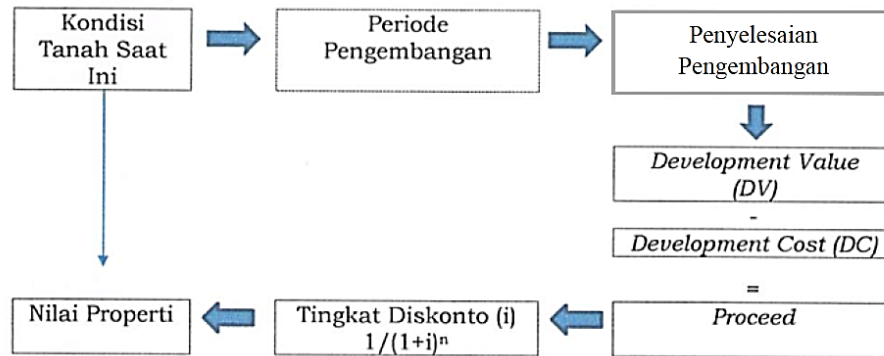 Kondisi
Tanah Saat
Ini
Periode
Pengembangan
Penyelesaian
Pengembangan
Development Value
(DV)
-
Development Cost (DC)
=
Nilai Properti
Tingkat Diskonto (i)
1/(1+i)ⁿ
Proceed